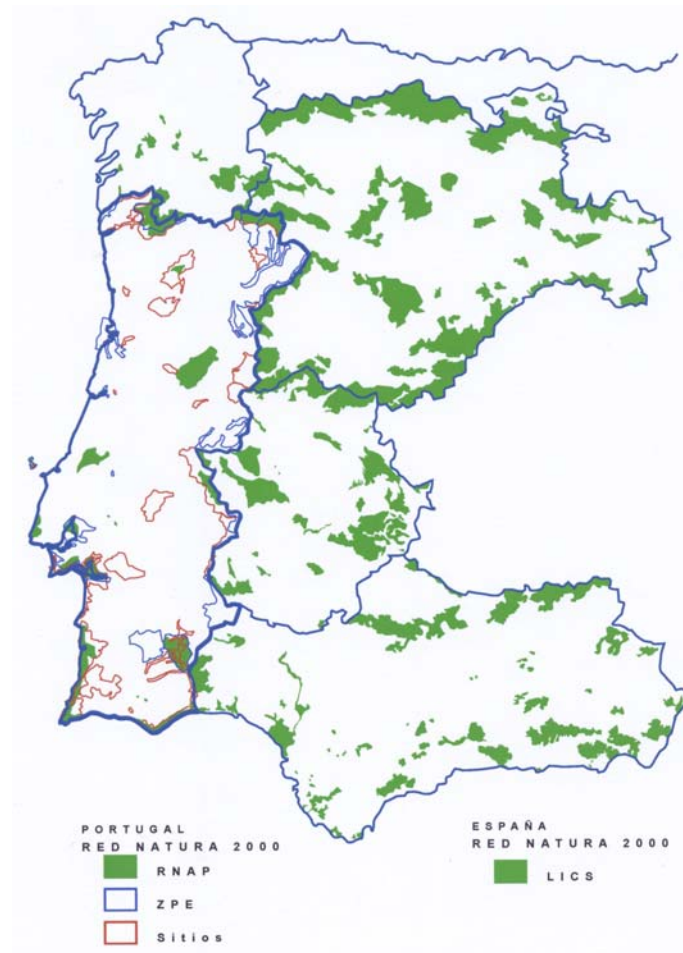 PORTUGAL
RED NATURA 2000
RNAP
ZPE
Sitios
ESPAÑA
RED NATURA 2000
LICS